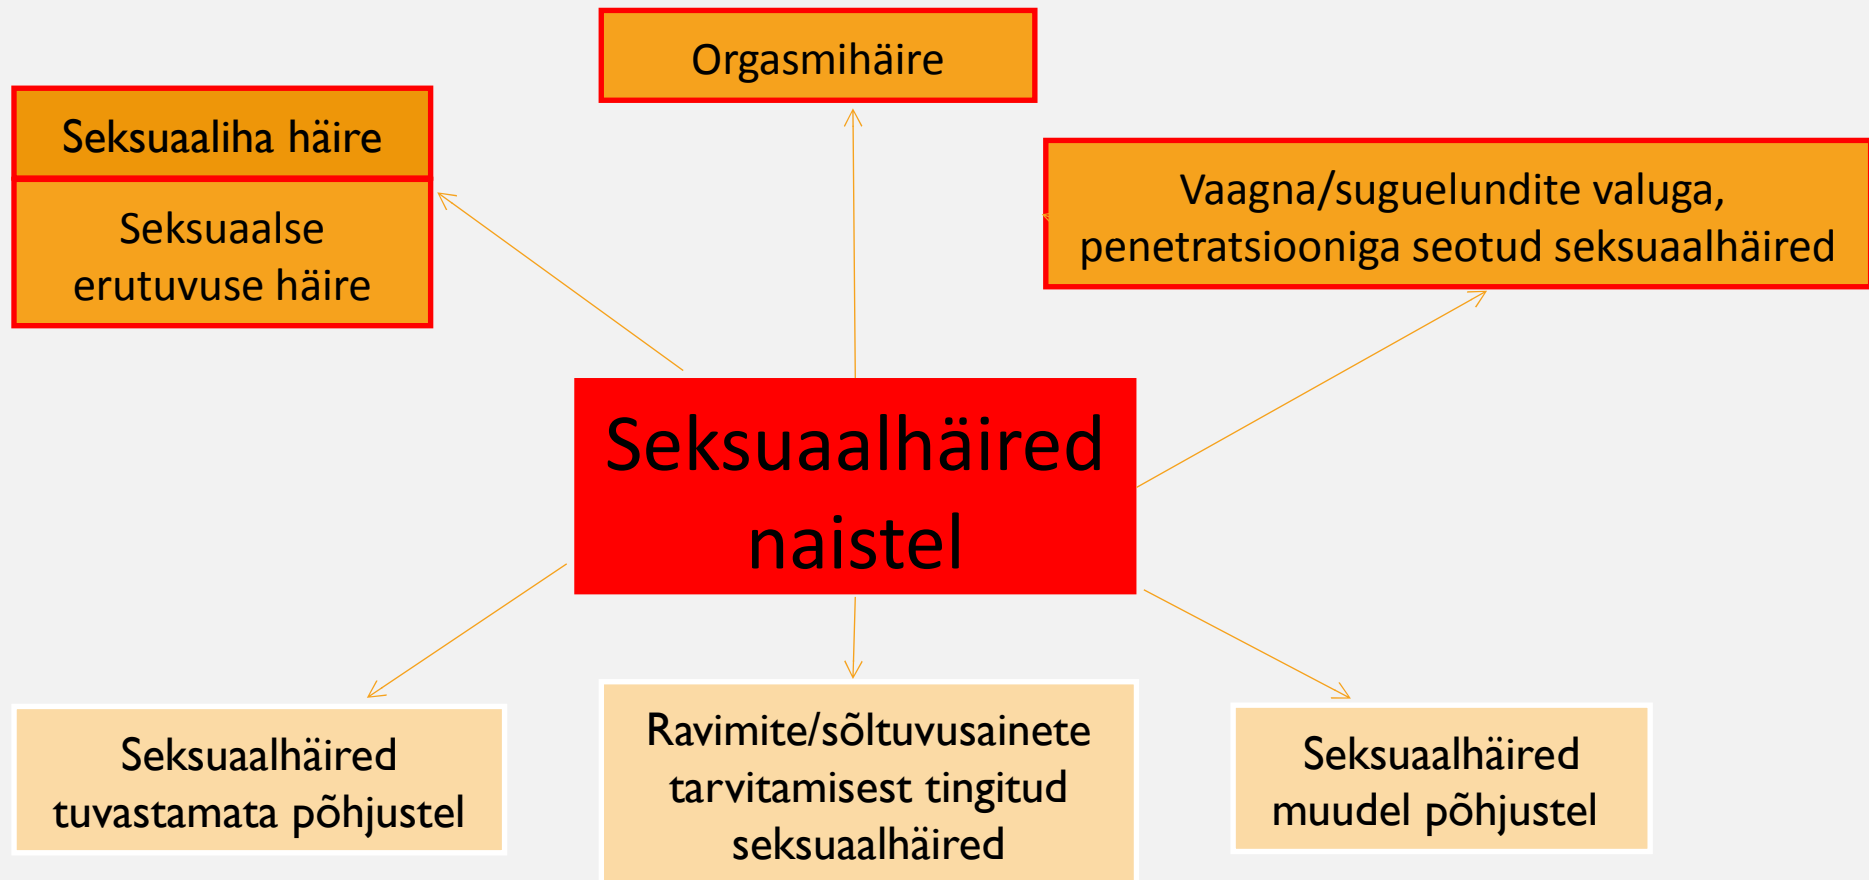 Orgasmihäire
Seksuaaliha häire
Seksuaalse
erutuvuse häire
Vaagna/suguelundite valuga,
penetratsiooniga seotud seksuaalhäired
Seksuaalhäired
naistel
Seksuaalhäired
tuvastamata põhjustel
Ravimite/sõltuvusainete
tarvitamisest tingitud
seksuaalhäired
Seksuaalhäired
muudel põhjustel